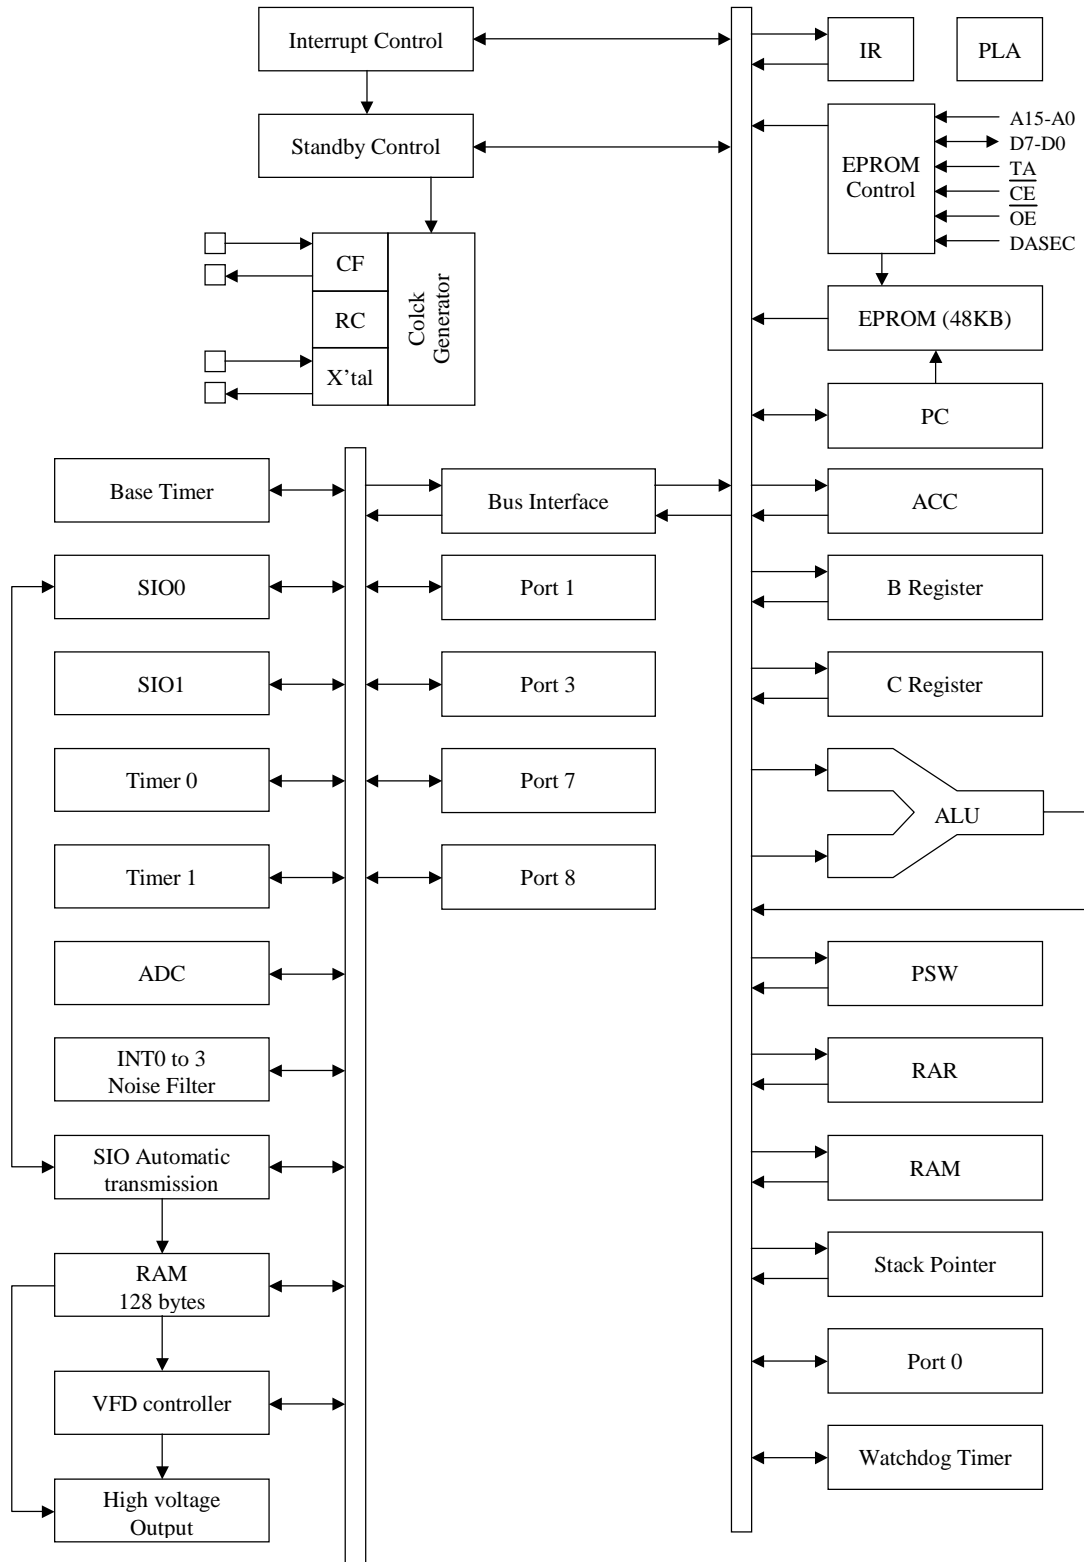 Interrupt Control
IR
PLA
Standby Control
EPROM
Control
A15-A0
D7-D0
TA
CE
OE
DASEC
CF
RC
X’tal
Colck
Generator
EPROM (48KB)
PC
Base Timer
Bus Interface
ACC
SIO0
Port 1
B Register
SIO1
Port 3
C Register
Timer 0
Port 7
ALU
Timer 1
Port 8
ADC
PSW
INT0 to 3
Noise Filter
RAR
SIO Automatic
transmission
RAM
RAM
128 bytes
Stack Pointer
VFD controller
Port 0
High voltage
Output
Watchdog Timer